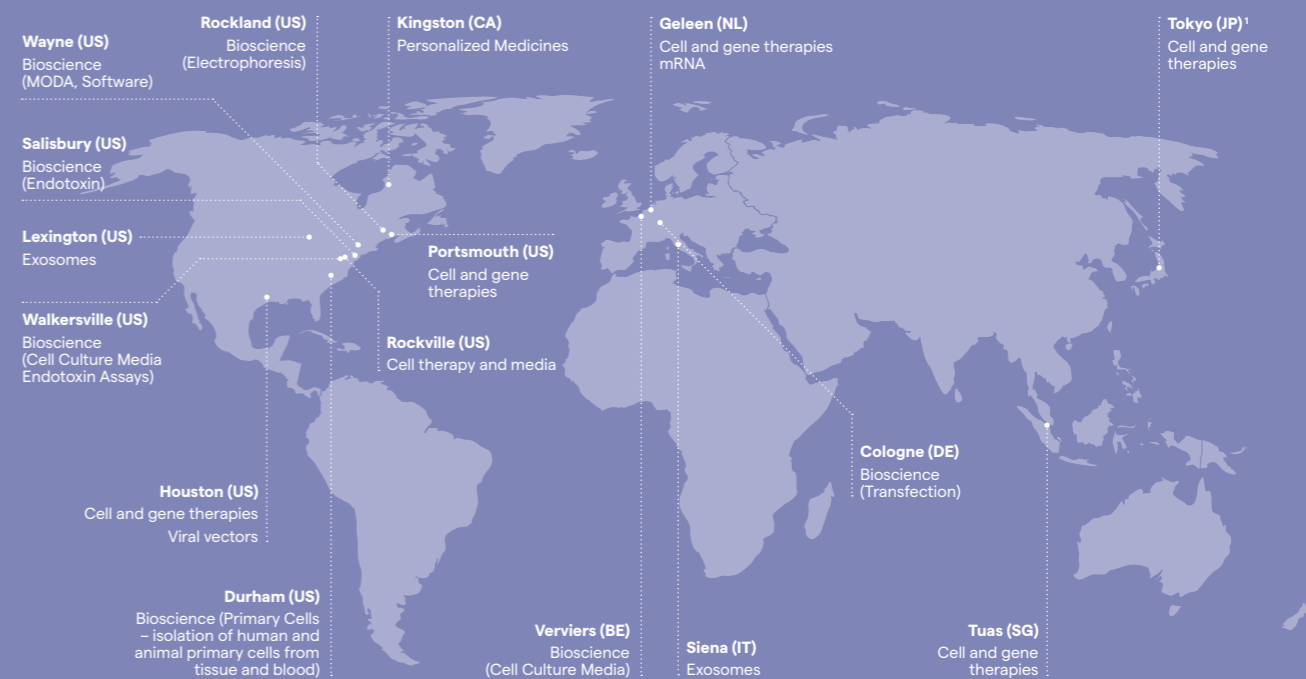 Rockland (US)
Bioscience
(Electrophoresis)
Kingston (CA)
Personalized Medicines
Geleen (NL)
Cell and gene therapies
mRNA
Tokyo (JP)¹
Cell and gene
therapies
Wayne (US)
Bioscience
(MODA, Software)
Salisbury (US)
Bioscience
(Endotoxin)
Lexington (US)
Exosomes
Portsmouth (US)
Cell and gene
therapies
Walkersville (US)
Bioscience
(Cell Culture Media
Endotoxin Assays)
Rockville (US)
Cell therapy and media
Cologne (DE)
Bioscience
(Transfection)
Houston (US)
Cell and gene therapies
Viral vectors
Durham (US)
Bioscience (Primary Cells
– isolation of human and
animal primary cells from
tissue and blood)
Verviers (BE)
Bioscience
(Cell Culture Media)
Siena (IT)
Exosomes
Tuas (SG)
Cell and gene
therapies